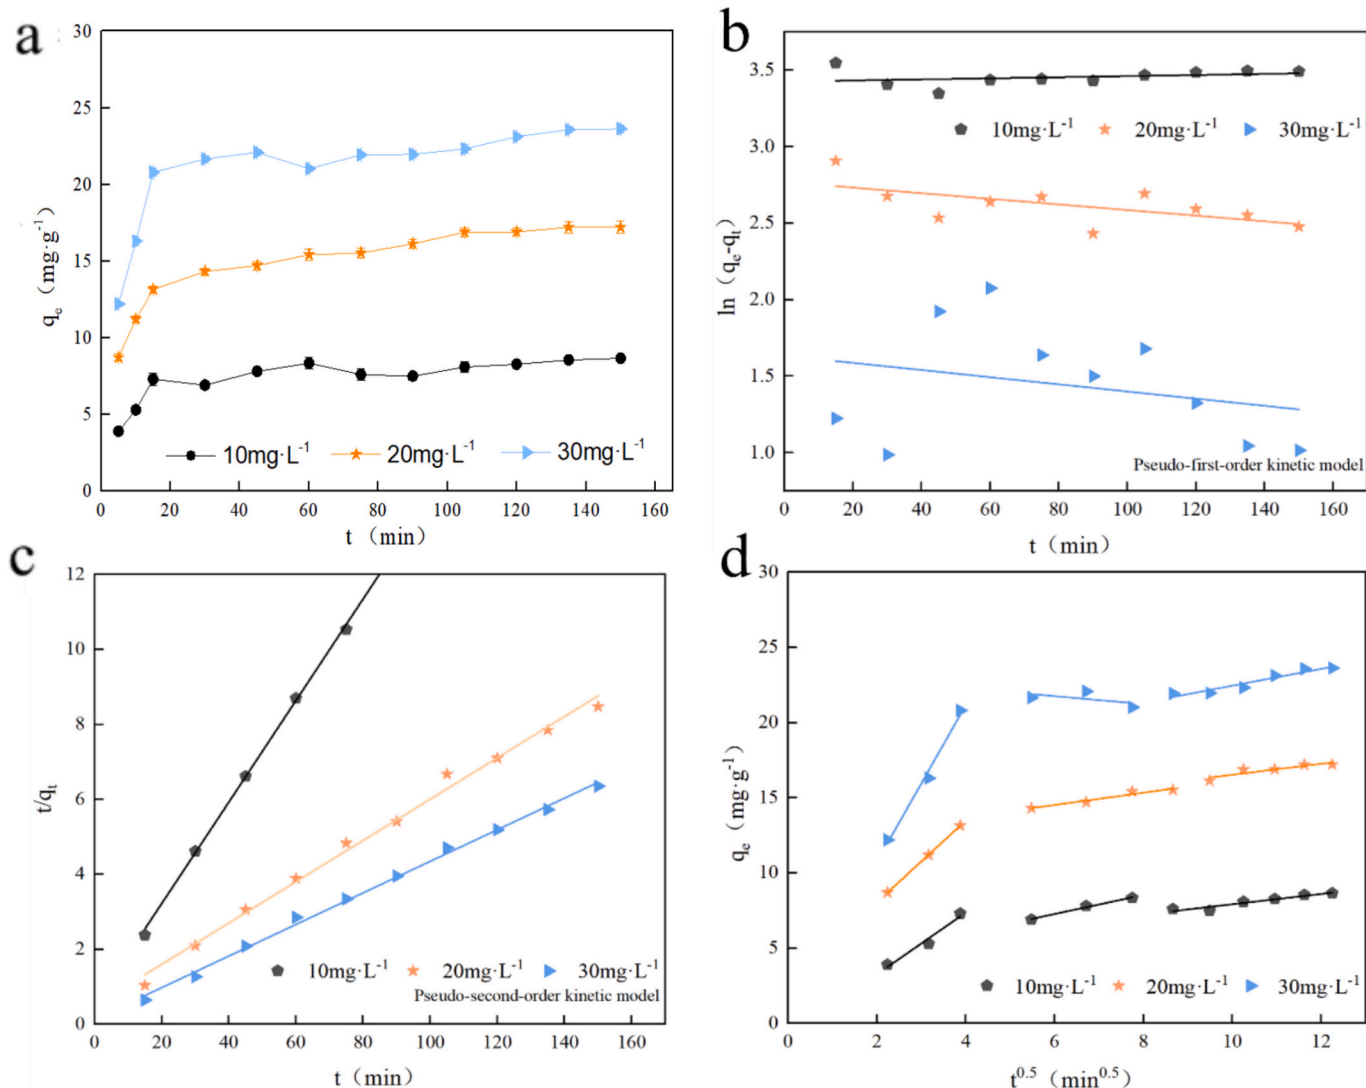 a
30
25
20
15
10
5
0
qₑ（mg·g⁻¹）
10mg·L⁻¹ 20mg·L⁻¹ 30mg·L⁻¹
0 20 40 60 80 100 120 140 160
t（min）
b
3.5
3.0
2.5
2.0
1.5
1.0
ln（qₑ-qₜ）
10mg·L⁻¹ 20mg·L⁻¹ 30mg·L⁻¹
Pseudo-first-order kinetic model
0 20 40 60 80 100 120 140 160
t（min）
c
12
10
8
6
4
2
0
t/qₜ
10mg·L⁻¹ 20mg·L⁻¹ 30mg·L⁻¹
Pseudo-second-order kinetic model
0 20 40 60 80 100 120 140 160
t（min）
d
30
25
20
15
10
5
0
qₑ（mg·g⁻¹）
10mg·L⁻¹ 20mg·L⁻¹ 30mg·L⁻¹
0 2 4 6 8 10 12
t⁰·⁵（min⁰·⁵）